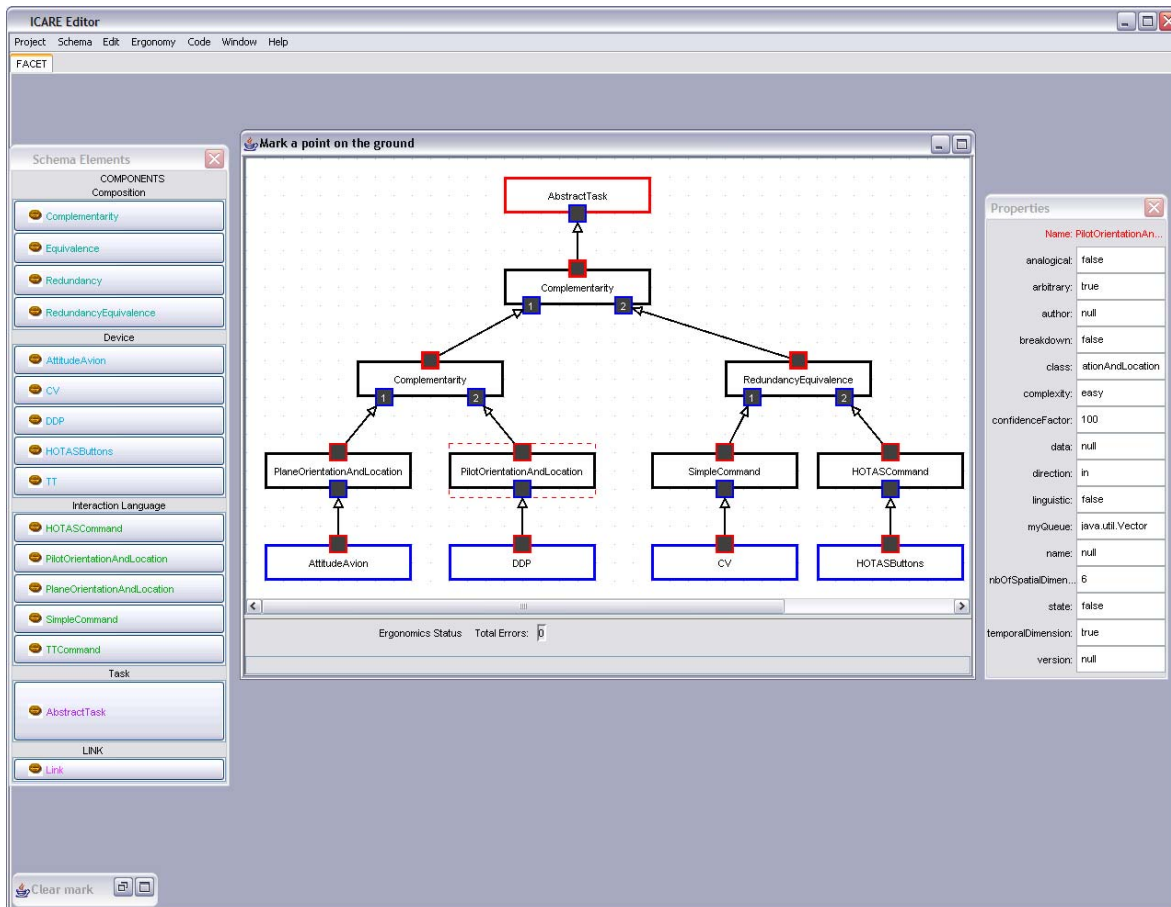 ICARE Editor
Project Schema Edit Ergonomy Code Window Help
FACET
Schema Elements
COMPONENTS
Composition
Complementarity
Equivalence
Redundancy
RedundancyEquivalence
Device
AttitudeAvion
CV
DDP
HOTASButtons
TT
Interaction Language
HOTASCommand
PilotOrientationAndLocation
PlaneOrientationAndLocation
SimpleCommand
TTCommand
Task
AbstractTask
LINK
Link
Mark a point on the ground
AbstractTask
Complementarity
1 2
Complementarity
1 2
RedundancyEquivalence
1 2
PlaneOrientationAndLocation
PilotOrientationAndLocation
SimpleCommand
HOTASCommand
AttitudeAvion
DDP
CV
HOTASButtons
Ergonomics Status Total Errors: 0
Properties
Name: PilotOrientationAn...
analogical: false
arbitrary: true
author: null
breakdown: false
class: ationAndLocation
complexity: easy
confidenceFactor: 100
data: null
direction: in
linguistic: false
myQueue: java.util.Vector
name: null
nbOfSpatialDimen... 6
state: false
temporalDimension: true
version: null
Clear mark